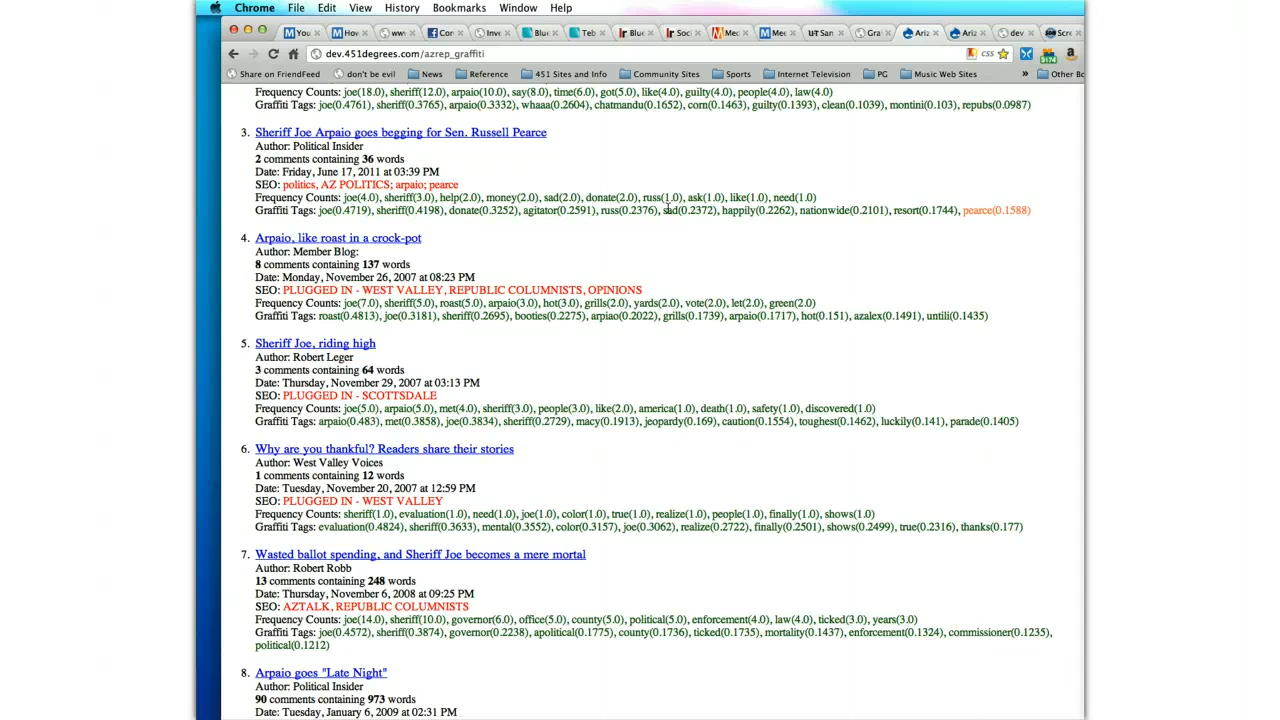 Chrome File Edit View History Bookmarks Window Help
You How www Con Inve Blue Teb Blue Soci Mec Mee San Gra Ariz Ariz dev Scre
dev.451degrees.com/azrep_graffiti css 3174
Share on FriendFeed don't be evil News Reference 451 Sites and Info Community Sites Sports Internet Television PG Music Web Sites » Other Bo
Frequency Counts: joe(18.0), sheriff(12.0), arpaio(10.0), say(8.0), time(6.0), got(5.0), like(4.0), guilty(4.0), people(4.0), law(4.0)
Graffiti Tags: joe(0.4761), sheriff(0.3765), arpaio(0.3332), whaaa(0.2604), chatmandu(0.1652), corn(0.1463), guilty(0.1393), clean(0.1039), montini(0.103), repubs(0.0987)
3. Sheriff Joe Arpaio goes begging for Sen. Russell Pearce
Author: Political Insider
2 comments containing 36 words
Date: Friday, June 17, 2011 at 03:39 PM
SEO: politics, AZ POLITICS; arpaio; pearce
Frequency Counts: joe(4.0), sheriff(3.0), help(2.0), money(2.0), sad(2.0), donate(2.0), russ(1.0), ask(1.0), like(1.0), need(1.0)
Graffiti Tags: joe(0.4719), sheriff(0.4198), donate(0.3252), agitator(0.2591), russ(0.2376), sad(0.2372), happily(0.2262), nationwide(0.2101), resort(0.1744), pearce(0.1588)
4. Arpaio, like roast in a crock-pot
Author: Member Blog:
8 comments containing 137 words
Date: Monday, November 26, 2007 at 08:23 PM
SEO: PLUGGED IN - WEST VALLEY, REPUBLIC COLUMNISTS, OPINIONS
Frequency Counts: joe(7.0), sheriff(5.0), roast(5.0), arpaio(3.0), hot(3.0), grills(2.0), yards(2.0), vote(2.0), let(2.0), green(2.0)
Graffiti Tags: roast(0.4813), joe(0.3181), sheriff(0.2695), booties(0.2275), arpiao(0.2022), grills(0.1739), arpaio(0.1717), hot(0.151), azalex(0.1491), untili(0.1435)
5. Sheriff Joe, riding high
Author: Robert Leger
3 comments containing 64 words
Date: Thursday, November 29, 2007 at 03:13 PM
SEO: PLUGGED IN - SCOTTSDALE
Frequency Counts: joe(5.0), arpaio(5.0), met(4.0), sheriff(3.0), people(3.0), like(2.0), america(1.0), death(1.0), safety(1.0), discovered(1.0)
Graffiti Tags: arpaio(0.483), met(0.3858), joe(0.3834), sheriff(0.2729), macy(0.1913), jeopardy(0.169), caution(0.1554), toughest(0.1462), luckily(0.141), parade(0.1405)
6. Why are you thankful? Readers share their stories
Author: West Valley Voices
1 comments containing 12 words
Date: Tuesday, November 20, 2007 at 12:59 PM
SEO: PLUGGED IN - WEST VALLEY
Frequency Counts: sheriff(1.0), evaluation(1.0), need(1.0), joe(1.0), color(1.0), true(1.0), realize(1.0), people(1.0), finally(1.0), shows(1.0)
Graffiti Tags: evaluation(0.4824), sheriff(0.3633), mental(0.3552), color(0.3157), joe(0.3062), realize(0.2722), finally(0.2501), shows(0.2499), true(0.2316), thanks(0.177)
7. Wasted ballot spending, and Sheriff Joe becomes a mere mortal
Author: Robert Robb
13 comments containing 248 words
Date: Thursday, November 6, 2008 at 09:25 PM
SEO: AZTALK, REPUBLIC COLUMNISTS
Frequency Counts: joe(14.0), sheriff(10.0), governor(6.0), office(5.0), county(5.0), political(5.0), enforcement(4.0), law(4.0), ticked(3.0), years(3.0)
Graffiti Tags: joe(0.4572), sheriff(0.3874), governor(0.2238), apolitical(0.1775), county(0.1736), ticked(0.1735), mortality(0.1437), enforcement(0.1324), commissioner(0.1235),
political(0.1212)
8. Arpaio goes "Late Night"
Author: Political Insider
90 comments containing 973 words
Date: Tuesday, January 6, 2009 at 02:31 PM